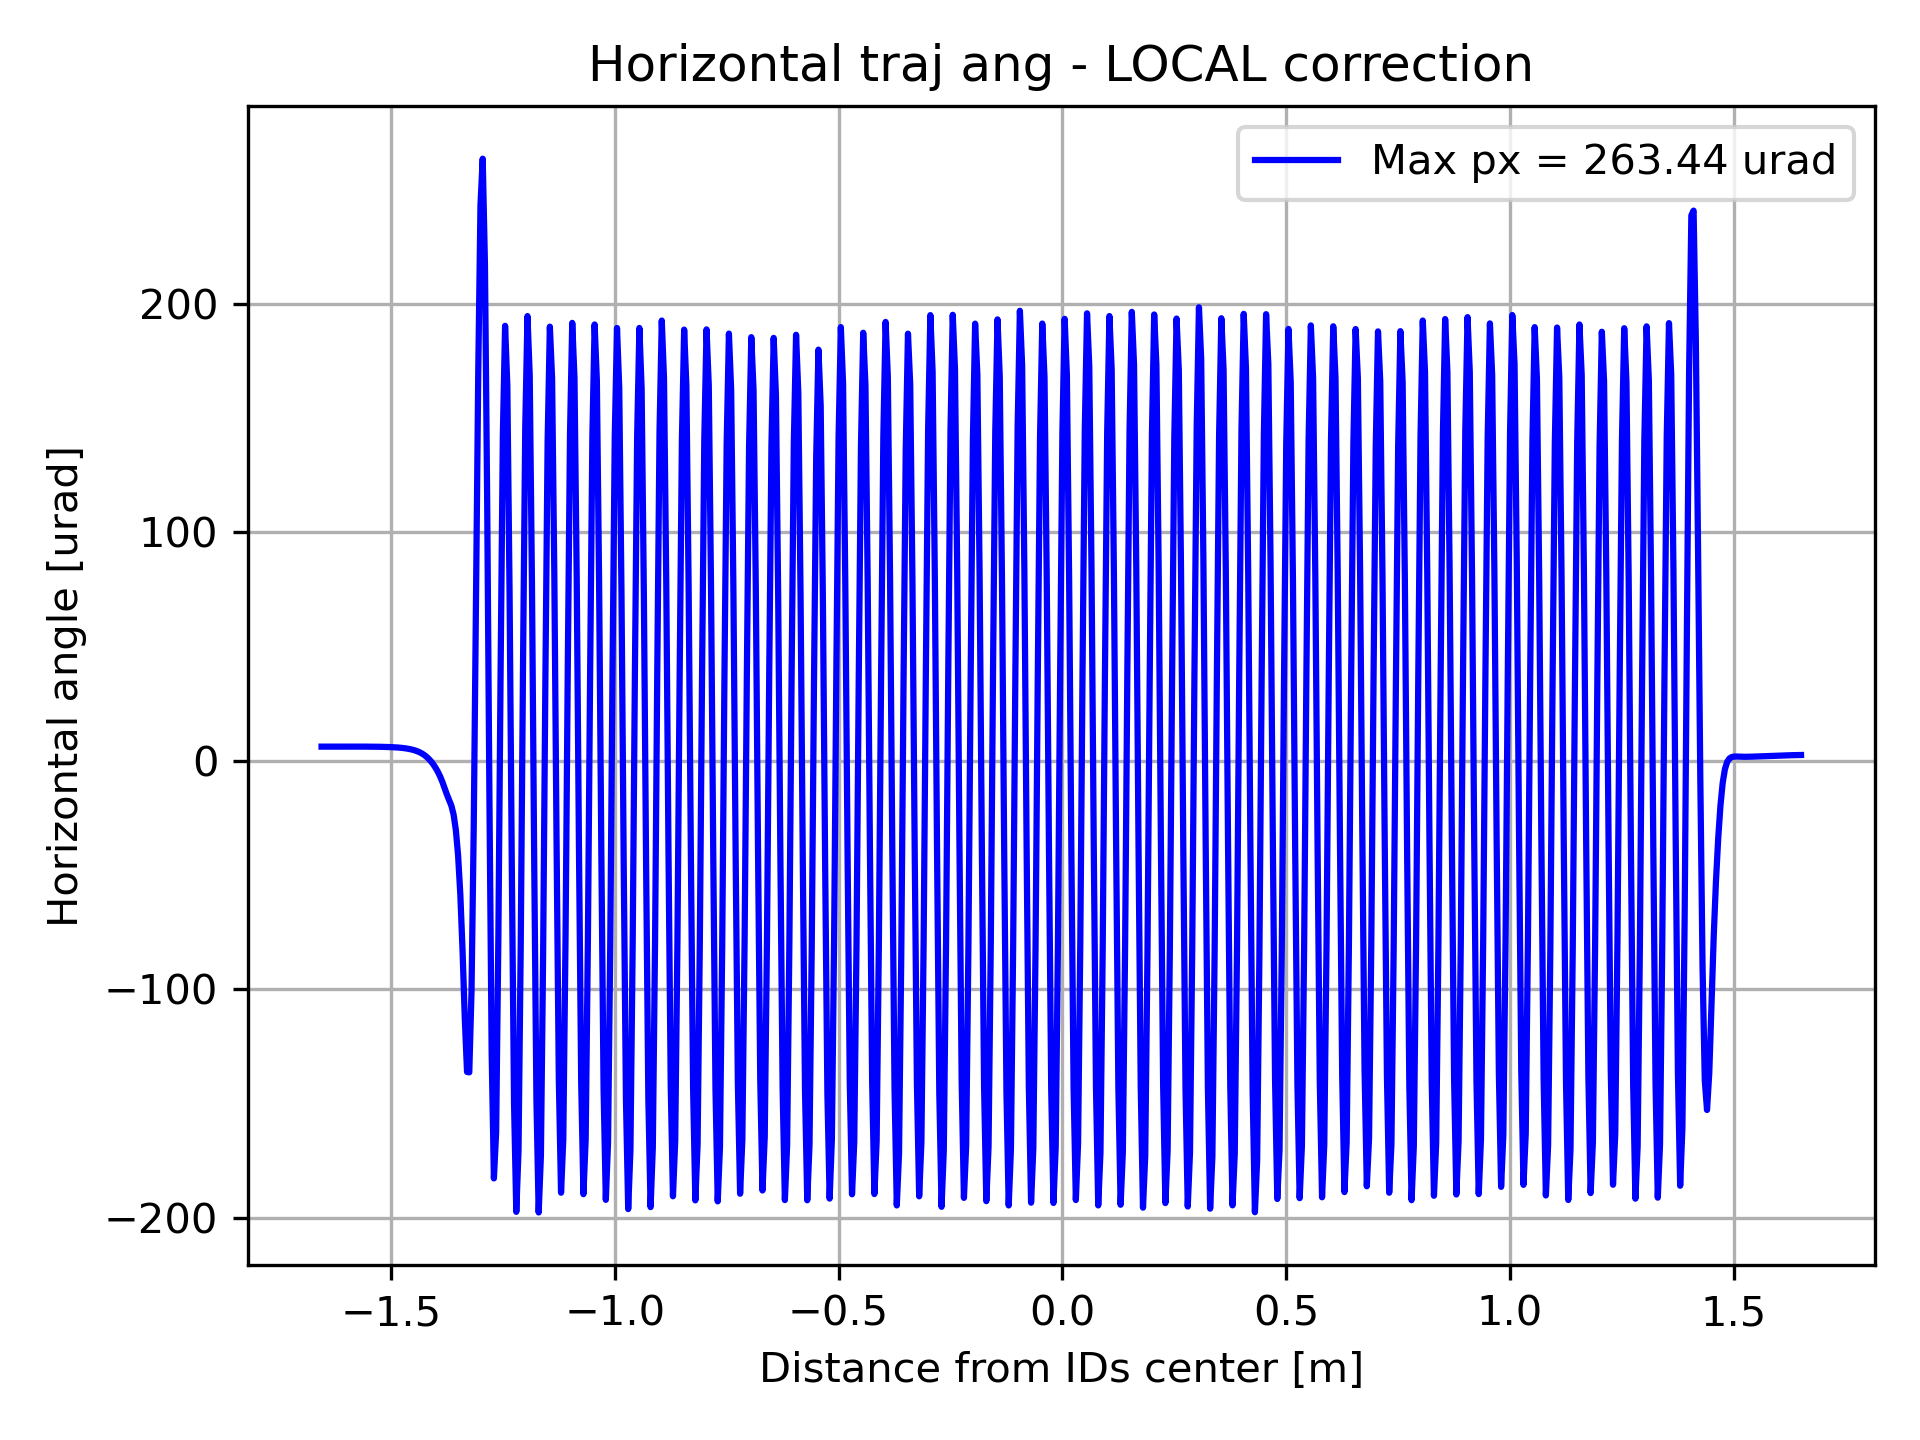 Horizontal traj ang - LOCAL correction
Max px = 263.44 urad
Horizontal angle [urad]
200
100
0
−100
−200
−1.5 −1.0 −0.5 0.0 0.5 1.0 1.5
Distance from IDs center [m]